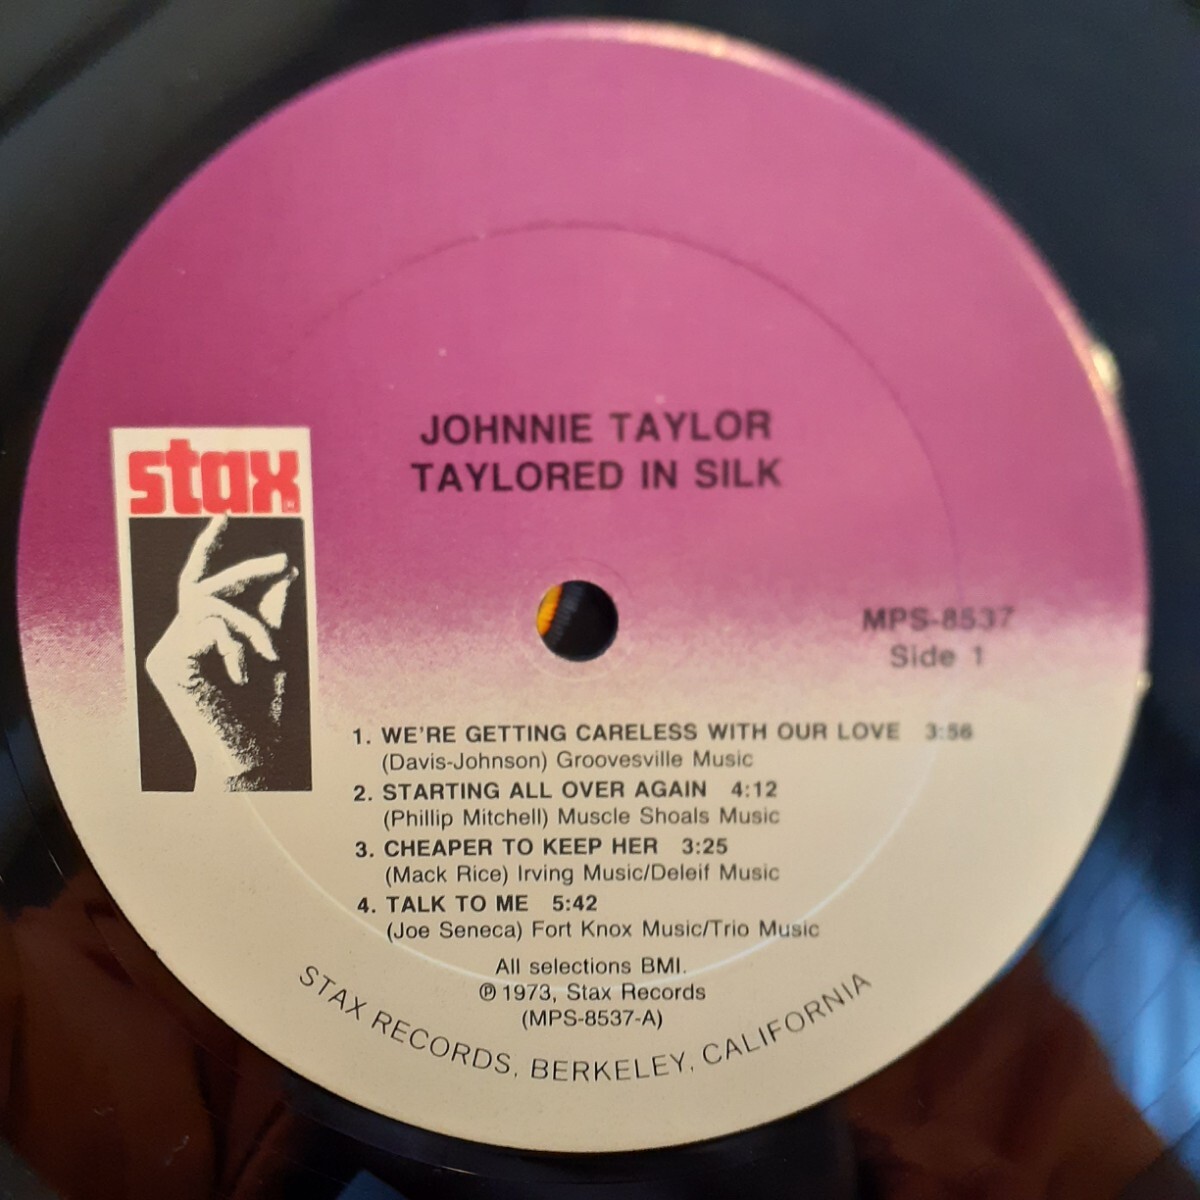 JOHNNIE TAYLOR
TAYLORED IN SILK
stax®
MPS-8537
Side 1
1. WE'RE GETTING CARELESS WITH OUR LOVE 3:56
(Davis-Johnson) Groovesville Music
2. STARTING ALL OVER AGAIN 4:12
(Phillip Mitchell) Muscle Shoals Music
3. CHEAPER TO KEEP HER 3:25
(Mack Rice) Irving Music/Deleif Music
4. TALK TO ME 5:42
(Joe Seneca) Fort Knox Music/Trio Music
All selections BMI.
℗ 1973, Stax Records
(MPS-8537-A)
STAX RECORDS, BERKELEY, CALIFORNIA